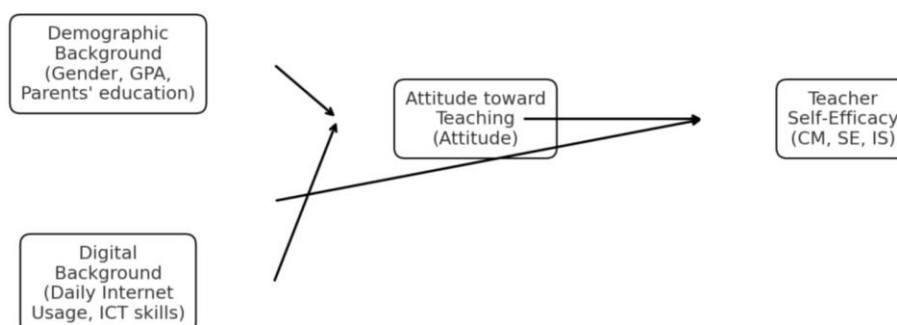 Demographic
Background
(Gender, GPA,
Parents' education)
Attitude toward
Teaching
(Attitude)
Teacher
Self-Efficacy
(CM, SE, IS)
Digital
Background
(Daily Internet
Usage, ICT skills)